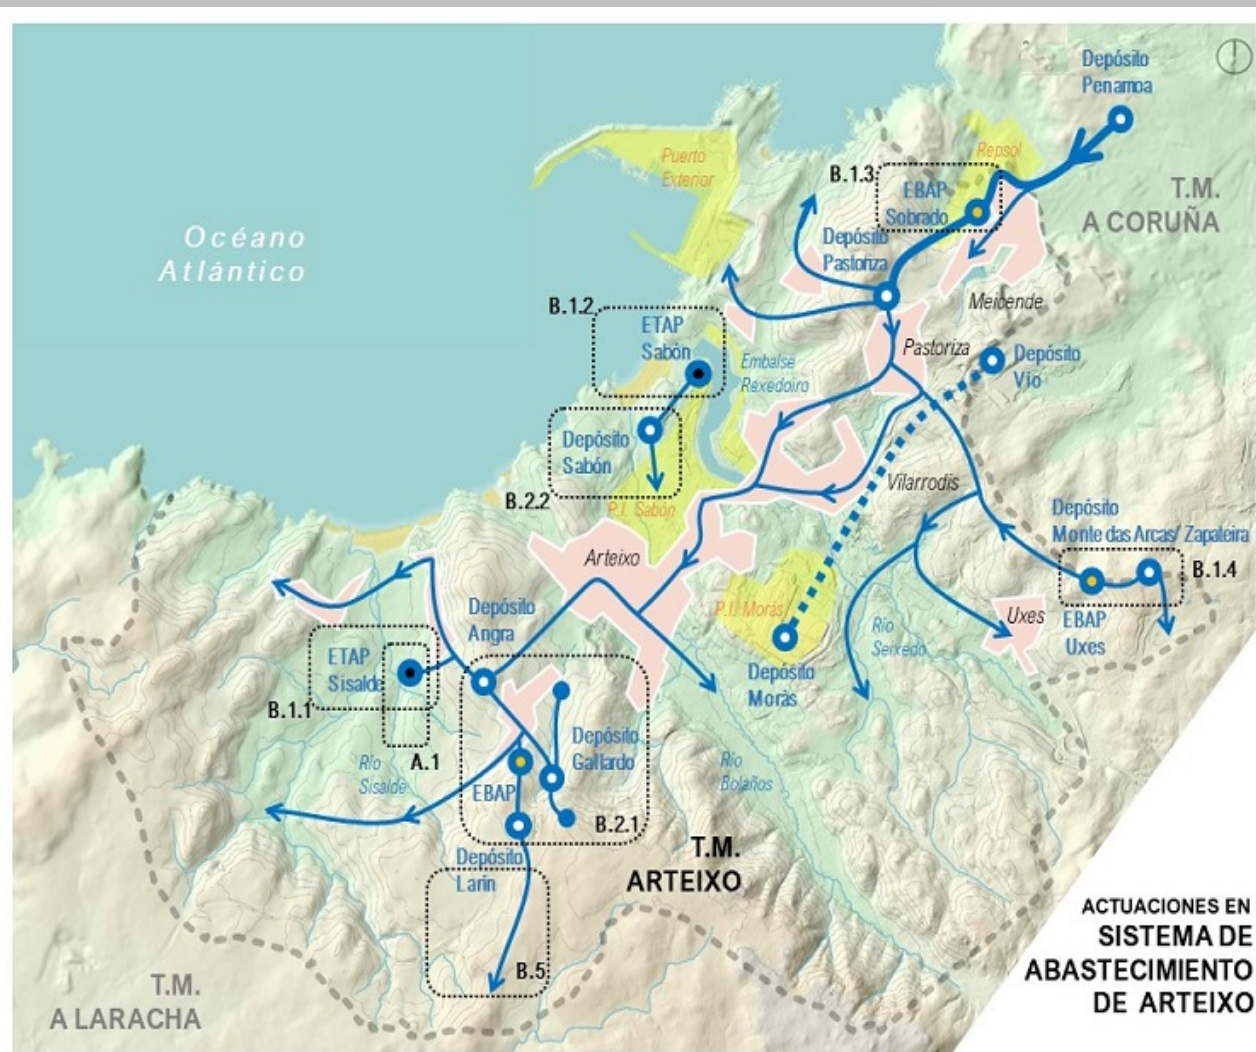 Depósito
Penamoa
Repsol
Puerto
Exterior
B.1.3
EBAP
Sobrado
T.M.
A CORUÑA
Océano
Atlántico
Depósito
Pastoriza
Meicende
B.1.2
ETAP
Sabón
Embalse
Rexedoiro
Pastoriza
Depósito
Vío
Depósito
Sabón
B.2.2
P.I. Sabón
Vilarrodis
Depósito
Monte das Arcas/ Zapateira
B.1.4
EBAP
Uxes
Arteixo
P.I. Morás
Uxes
Río
Seixedo
Depósito
Angra
ETAP
Sisalde
B.1.1
Depósito
Morás
A.1
Río
Sisalde
Depósito
Gallardo
EBAP
B.2.1
Río
Bolaños
Depósito
Larín
T.M.
ARTEIXO
B.5
T.M.
A LARACHA
ACTUACIONES EN
SISTEMA DE
ABASTECIMIENTO
DE ARTEIXO